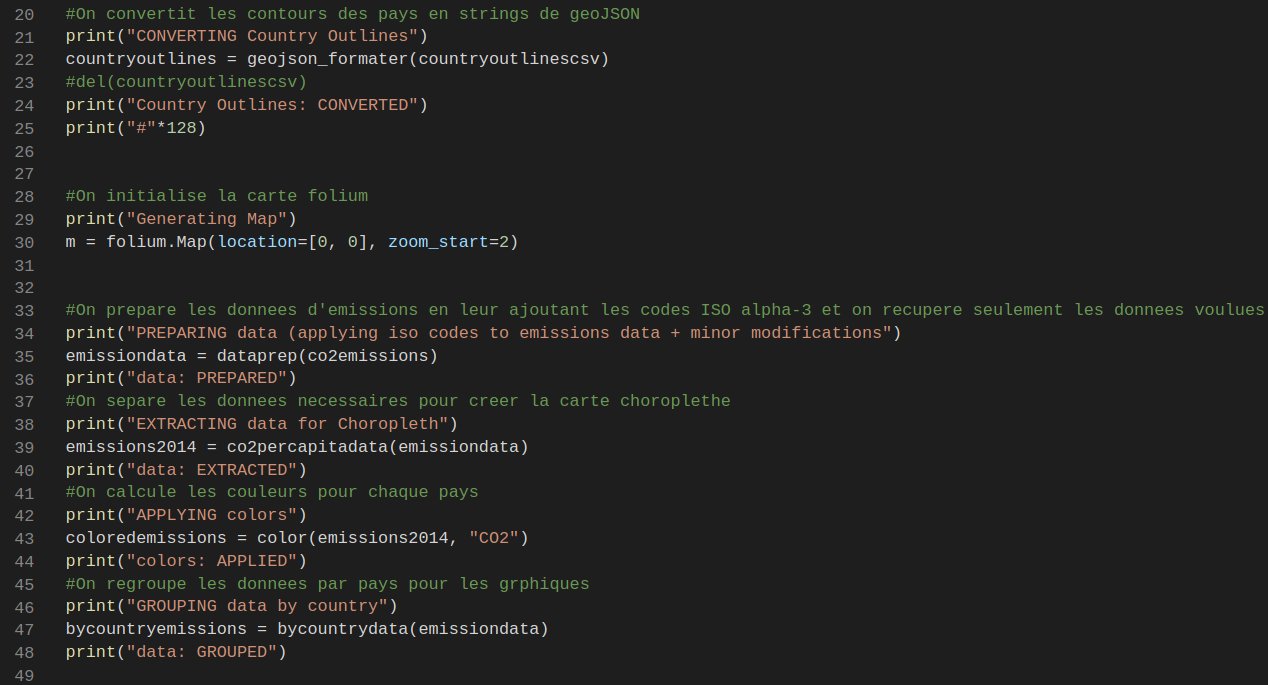 20 #On convertit les contours des pays en strings de geoJSON
21 print("CONVERTING Country Outlines")
22 countryoutlines = geojson_formater(countryoutlinescsv)
23 #del(countryoutlinescsv)
24 print("Country Outlines: CONVERTED")
25 print("#"*128)
26
27
28 #On initialise la carte folium
29 print("Generating Map")
30 m = folium.Map(location=[0, 0], zoom_start=2)
31
32
33 #On prepare les donnees d'emissions en leur ajoutant les codes ISO alpha-3 et on recupere seulement les donnees voulues
34 print("PREPARING data (applying iso codes to emissions data + minor modifications")
35 emissiondata = dataprep(co2emissions)
36 print("data: PREPARED")
37 #On separe les donnees necessaires pour creer la carte choroplethe
38 print("EXTRACTING data for Choropleth")
39 emissions2014 = co2percapitadata(emissiondata)
40 print("data: EXTRACTED")
41 #On calcule les couleurs pour chaque pays
42 print("APPLYING colors")
43 coloredemissions = color(emissions2014, "CO2")
44 print("colors: APPLIED")
45 #On regroupe les donnees par pays pour les grphiques
46 print("GROUPING data by country")
47 bycountryemissions = bycountrydata(emissiondata)
48 print("data: GROUPED")
49